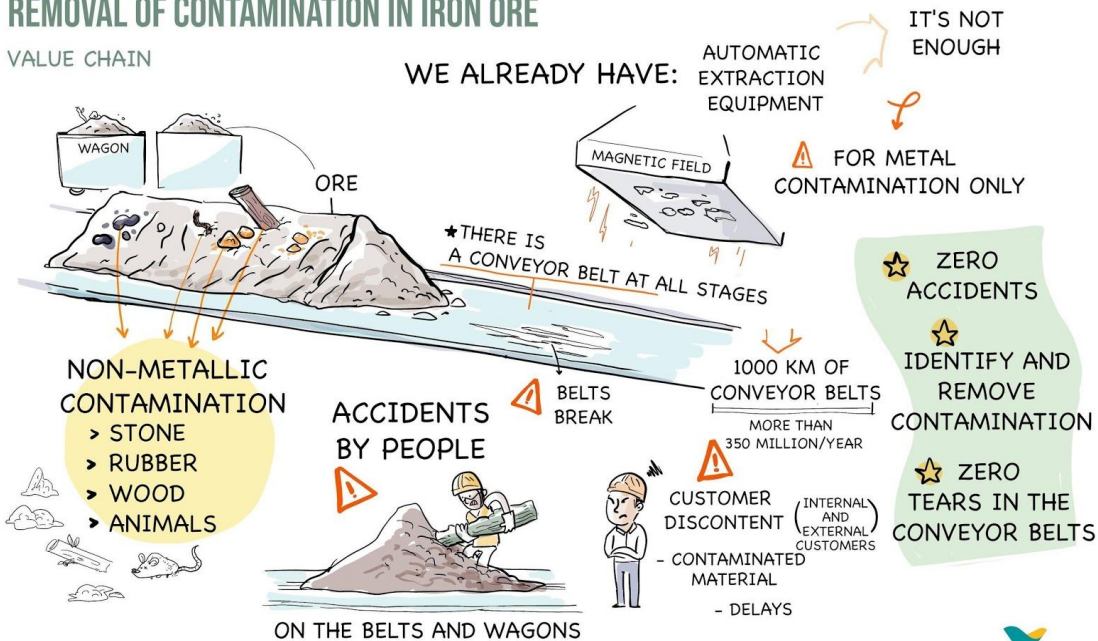 REMOVAL OF CONTAMINATION IN IRON ORE
VALUE CHAIN
WE ALREADY HAVE:
AUTOMATIC
EXTRACTION
EQUIPMENT
IT'S NOT
ENOUGH
FOR METAL
CONTAMINATION ONLY
MAGNETIC FIELD
WAGON
ORE
★THERE IS
A CONVEYOR BELT AT ALL STAGES
NON-METALLIC
CONTAMINATION
> STONE
> RUBBER
> WOOD
> ANIMALS
BELTS
BREAK
1000 KM OF
CONVEYOR BELTS
MORE THAN
350 MILLION/YEAR
ACCIDENTS
BY PEOPLE
ON THE BELTS AND WAGONS
CUSTOMER
DISCONTENT
(INTERNAL
AND
EXTERNAL
CUSTOMERS)
- CONTAMINATED
MATERIAL
- DELAYS
ZERO
ACCIDENTS
IDENTIFY AND
REMOVE
CONTAMINATION
ZERO
TEARS IN THE
CONVEYOR BELTS